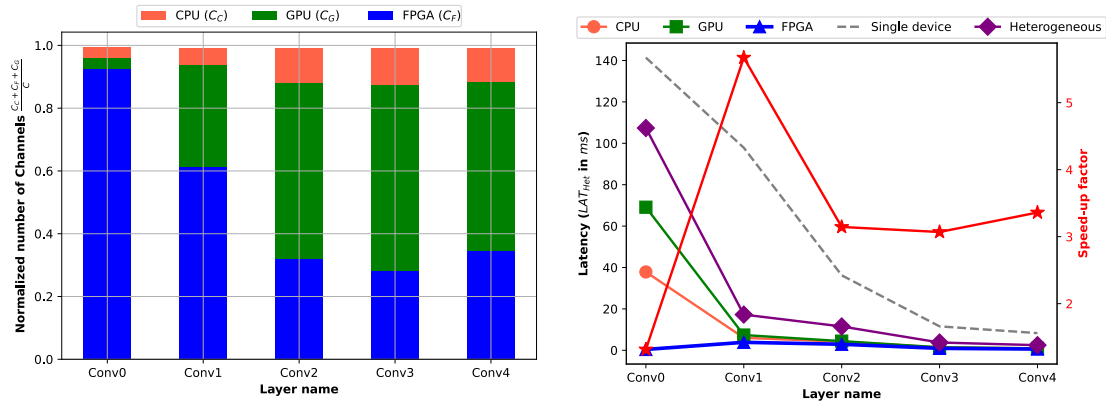 CPU (C_C) GPU (C_G) FPGA (C_F)
Normalized number of Channels (C_C + C_F + C_G)/C
1.0
0.8
0.6
0.4
0.2
0.0
Conv0 Conv1 Conv2 Conv3 Conv4
Layer name
CPU GPU FPGA Single device Heterogeneous
Latency (LAT_Het in ms)
140
120
100
80
60
40
20
0
Conv0 Conv1 Conv2 Conv3 Conv4
Layer name
5
4
3
2
Speed-up factor